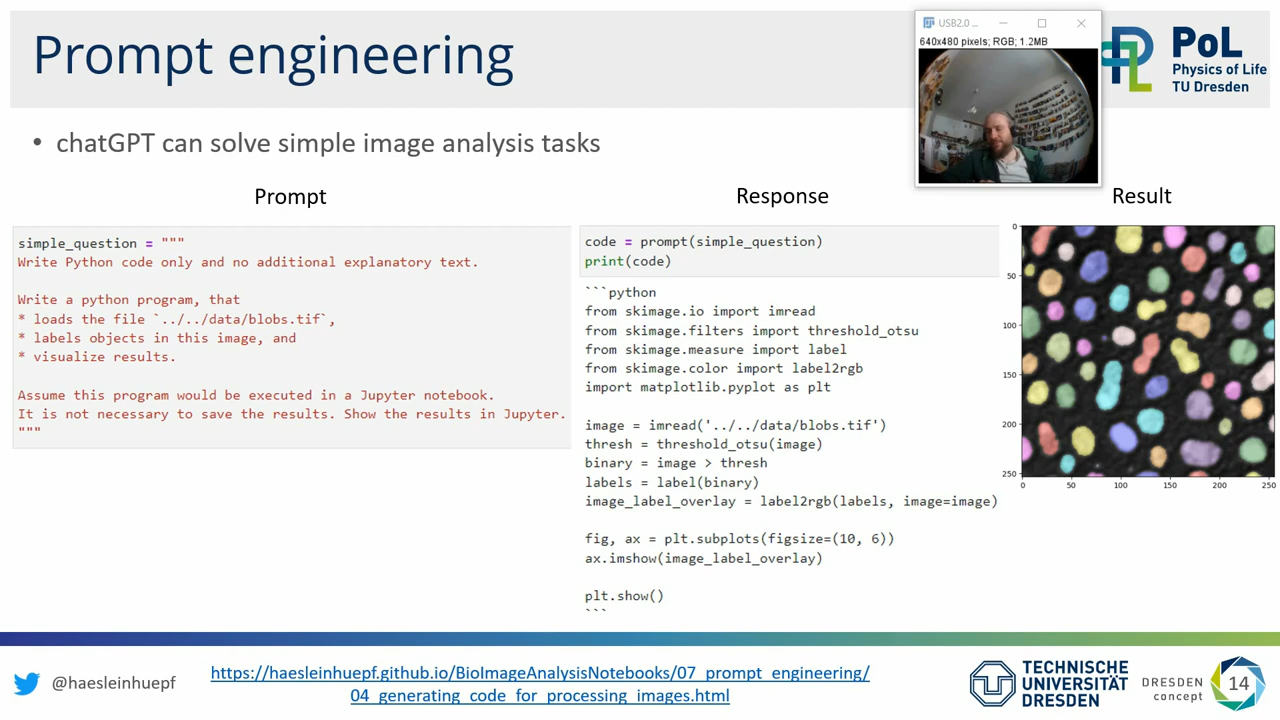 Prompt engineering
USB2.0 ...
640x480 pixels; RGB; 1.2MB
PoL
Physics of Life
TU Dresden
• chatGPT can solve simple image analysis tasks
Prompt
simple_question = """
Write Python code only and no additional explanatory text.
Write a python program, that
* loads the file `../../data/blobs.tif`,
* labels objects in this image, and
* visualize results.
Assume this program would be executed in a Jupyter notebook.
It is not necessary to save the results. Show the results in Jupyter.
"""
Response
code = prompt(simple_question)
print(code)
```python
from skimage.io import imread
from skimage.filters import threshold_otsu
from skimage.measure import label
from skimage.color import label2rgb
import matplotlib.pyplot as plt
image = imread('../../data/blobs.tif')
thresh = threshold_otsu(image)
binary = image > thresh
labels = label(binary)
image_label_overlay = label2rgb(labels, image=image)
fig, ax = plt.subplots(figsize=(10, 6))
ax.imshow(image_label_overlay)
plt.show()
```
Result
0
50
100
150
200
250
0 50 100 150 200 250
@haesleinhuepf
https://haesleinhuepf.github.io/BioImageAnalysisNotebooks/07_prompt_engineering/
04_generating_code_for_processing_images.html
TECHNISCHE
UNIVERSITÄT
DRESDEN
DRESDEN
concept
14